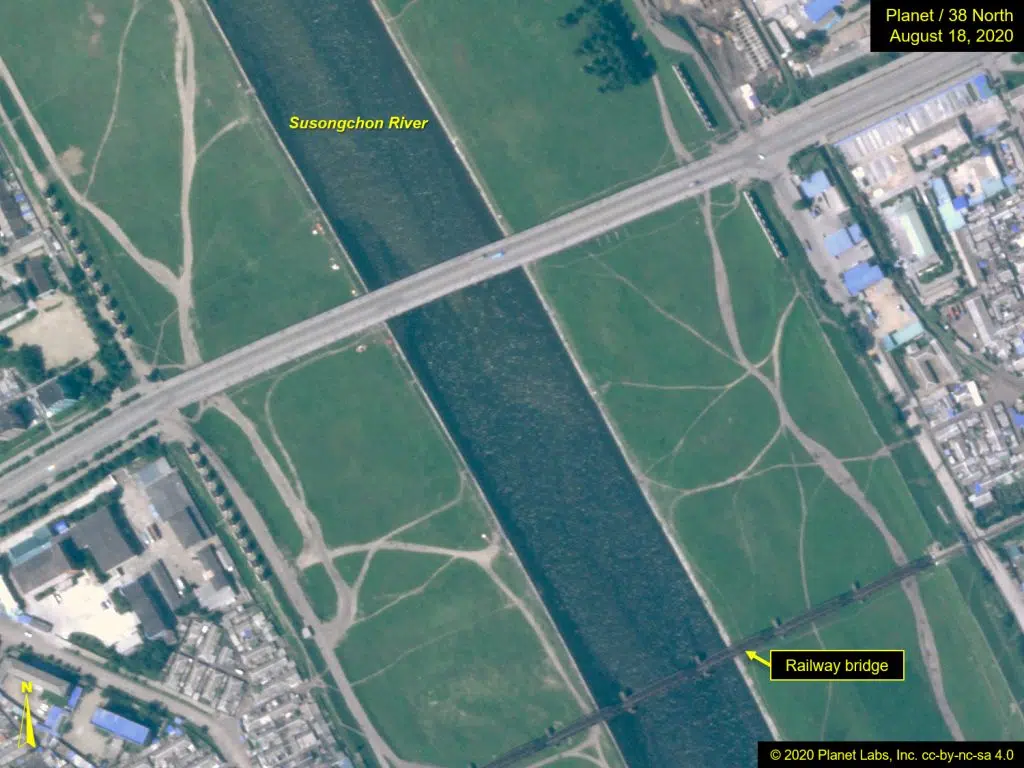 Planet / 38 North
August 18, 2020
Susongchon River
Railway bridge
N
© 2020 Planet Labs, Inc. cc-by-nc-sa 4.0